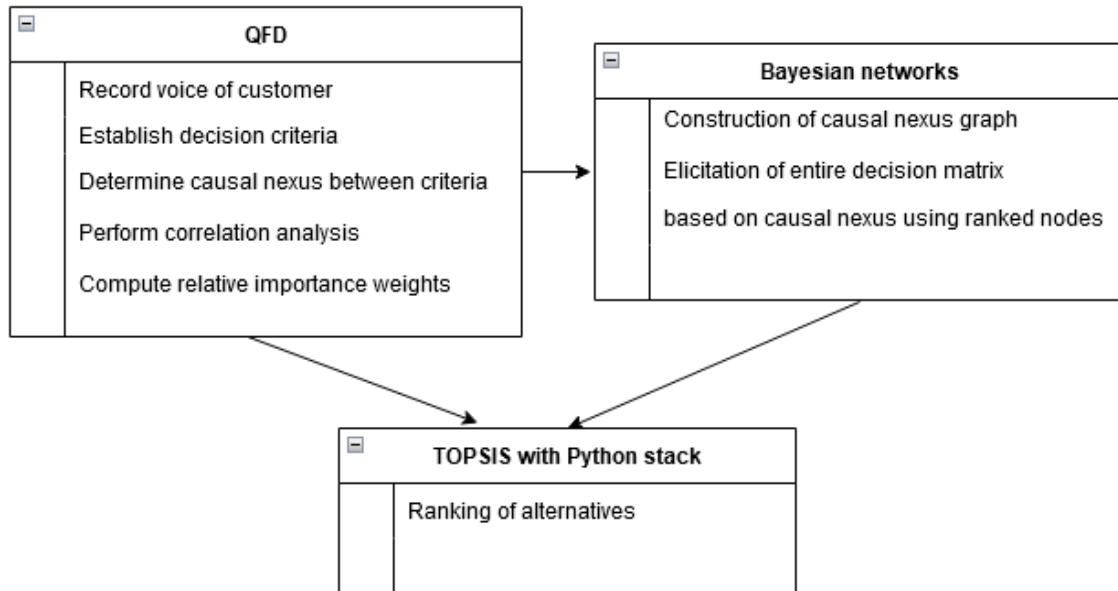 QFD
Record voice of customer
Establish decision criteria
Determine causal nexus between criteria
Perform correlation analysis
Compute relative importance weights
Bayesian networks
Construction of causal nexus graph
Elicitation of entire decision matrix
based on causal nexus using ranked nodes
TOPSIS with Python stack
Ranking of alternatives